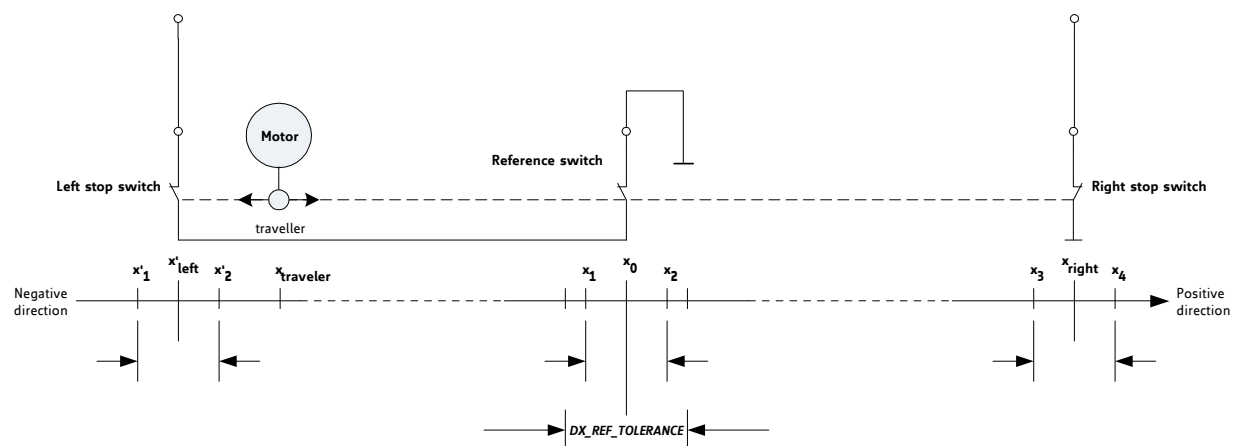 Motor
Reference switch
Left stop switch
Right stop switch
traveller
x'1
x'left
x'2
xtraveler
x1
x0
x2
x3
xright
x4
Negative
direction
Positive
direction
DX_REF_TOLERANCE